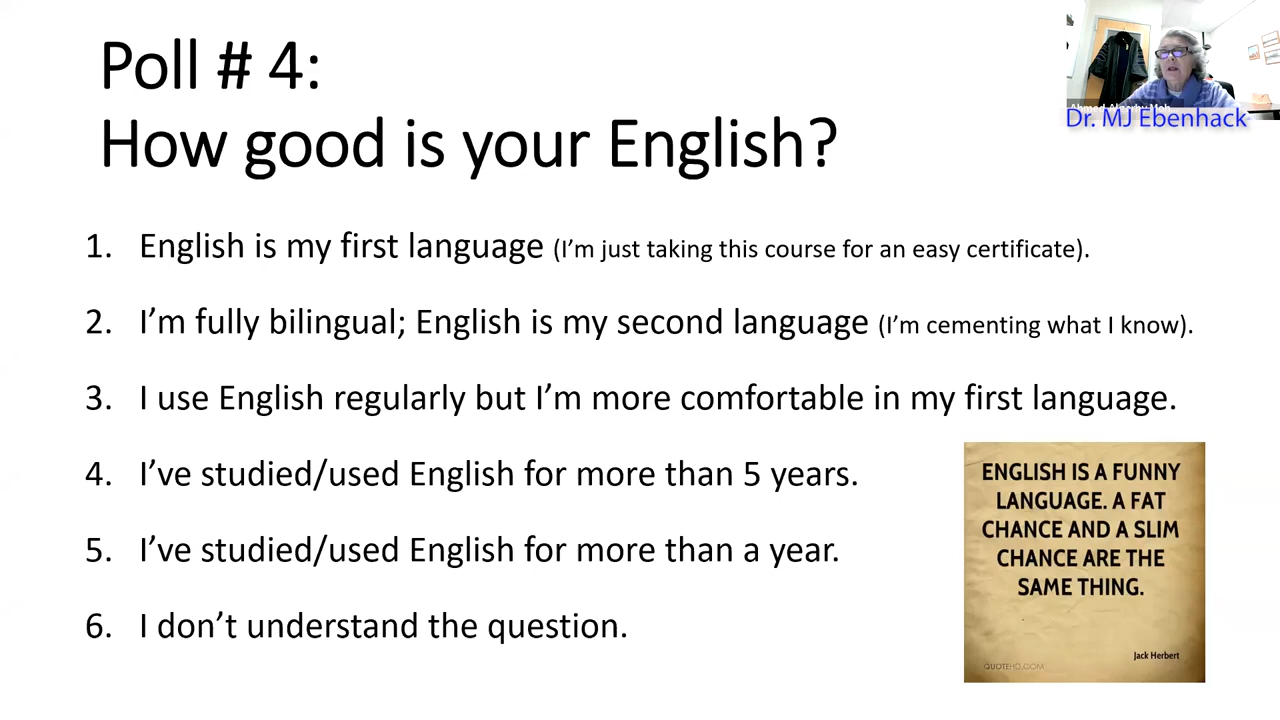 Poll # 4:
How good is your English?
Dr. MJ Ebenhack
1. English is my first language (I’m just taking this course for an easy certificate).
2. I’m fully bilingual; English is my second language (I’m cementing what I know).
3. I use English regularly but I’m more comfortable in my first language.
4. I’ve studied/used English for more than 5 years.
5. I’ve studied/used English for more than a year.
6. I don’t understand the question.
ENGLISH IS A FUNNY
LANGUAGE. A FAT
CHANCE AND A SLIM
CHANCE ARE THE
SAME THING.
Jack Herbert
QUOTEHD.COM